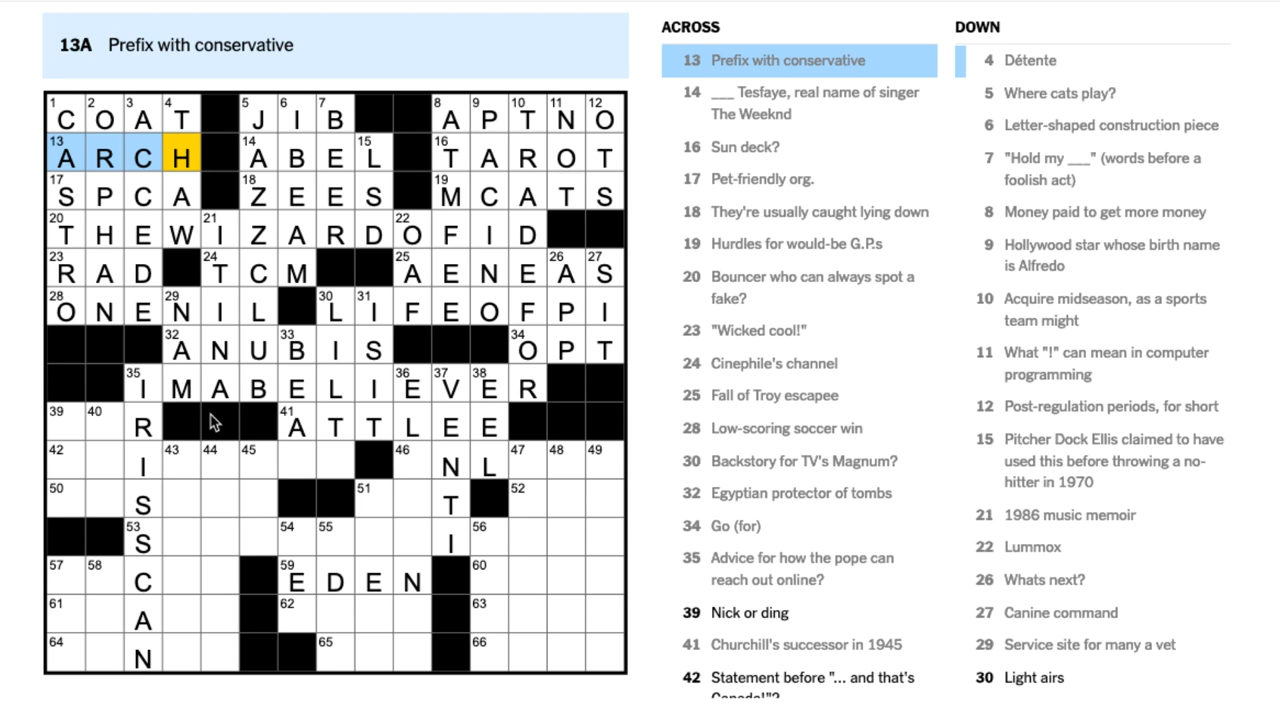 13A Prefix with conservative
1 2 3 4 5 6 7 8 9 10 11 12
C O A T J I B A P T N O
13 14 15 16
A R C H A B E L T A R O T
17 18 19
S P C A Z E E S M C A T S
20 21 22
T H E W I Z A R D O F I D
23 24 25 26 27
R A D T C M A E N E A S
28 29 30 31
O N E N I L L I F E O F P I
32 33 34
A N U B I S O P T
35 36 37 38
I M A B E L I E V E R
39 40 41
R A T T L E E
42 43 44 45 46 47 48 49
I N L
50 51 52
S T
53 54 55 56
S I
57 58 59 60
C E D E N
61 62 63
A
64 65 66
N
ACROSS
13 Prefix with conservative
14 ___ Tesfaye, real name of singer
The Weeknd
16 Sun deck?
17 Pet-friendly org.
18 They're usually caught lying down
19 Hurdles for would-be G.P.s
20 Bouncer who can always spot a
fake?
23 "Wicked cool!"
24 Cinephile's channel
25 Fall of Troy escapee
28 Low-scoring soccer win
30 Backstory for TV's Magnum?
32 Egyptian protector of tombs
34 Go (for)
35 Advice for how the pope can
reach out online?
39 Nick or ding
41 Churchill's successor in 1945
42 Statement before "... and that's
Canada!"?
DOWN
4 Détente
5 Where cats play?
6 Letter-shaped construction piece
7 "Hold my ___" (words before a
foolish act)
8 Money paid to get more money
9 Hollywood star whose birth name
is Alfredo
10 Acquire midseason, as a sports
team might
11 What "!" can mean in computer
programming
12 Post-regulation periods, for short
15 Pitcher Dock Ellis claimed to have
used this before throwing a no-
hitter in 1970
21 1986 music memoir
22 Lummox
26 Whats next?
27 Canine command
29 Service site for many a vet
30 Light airs